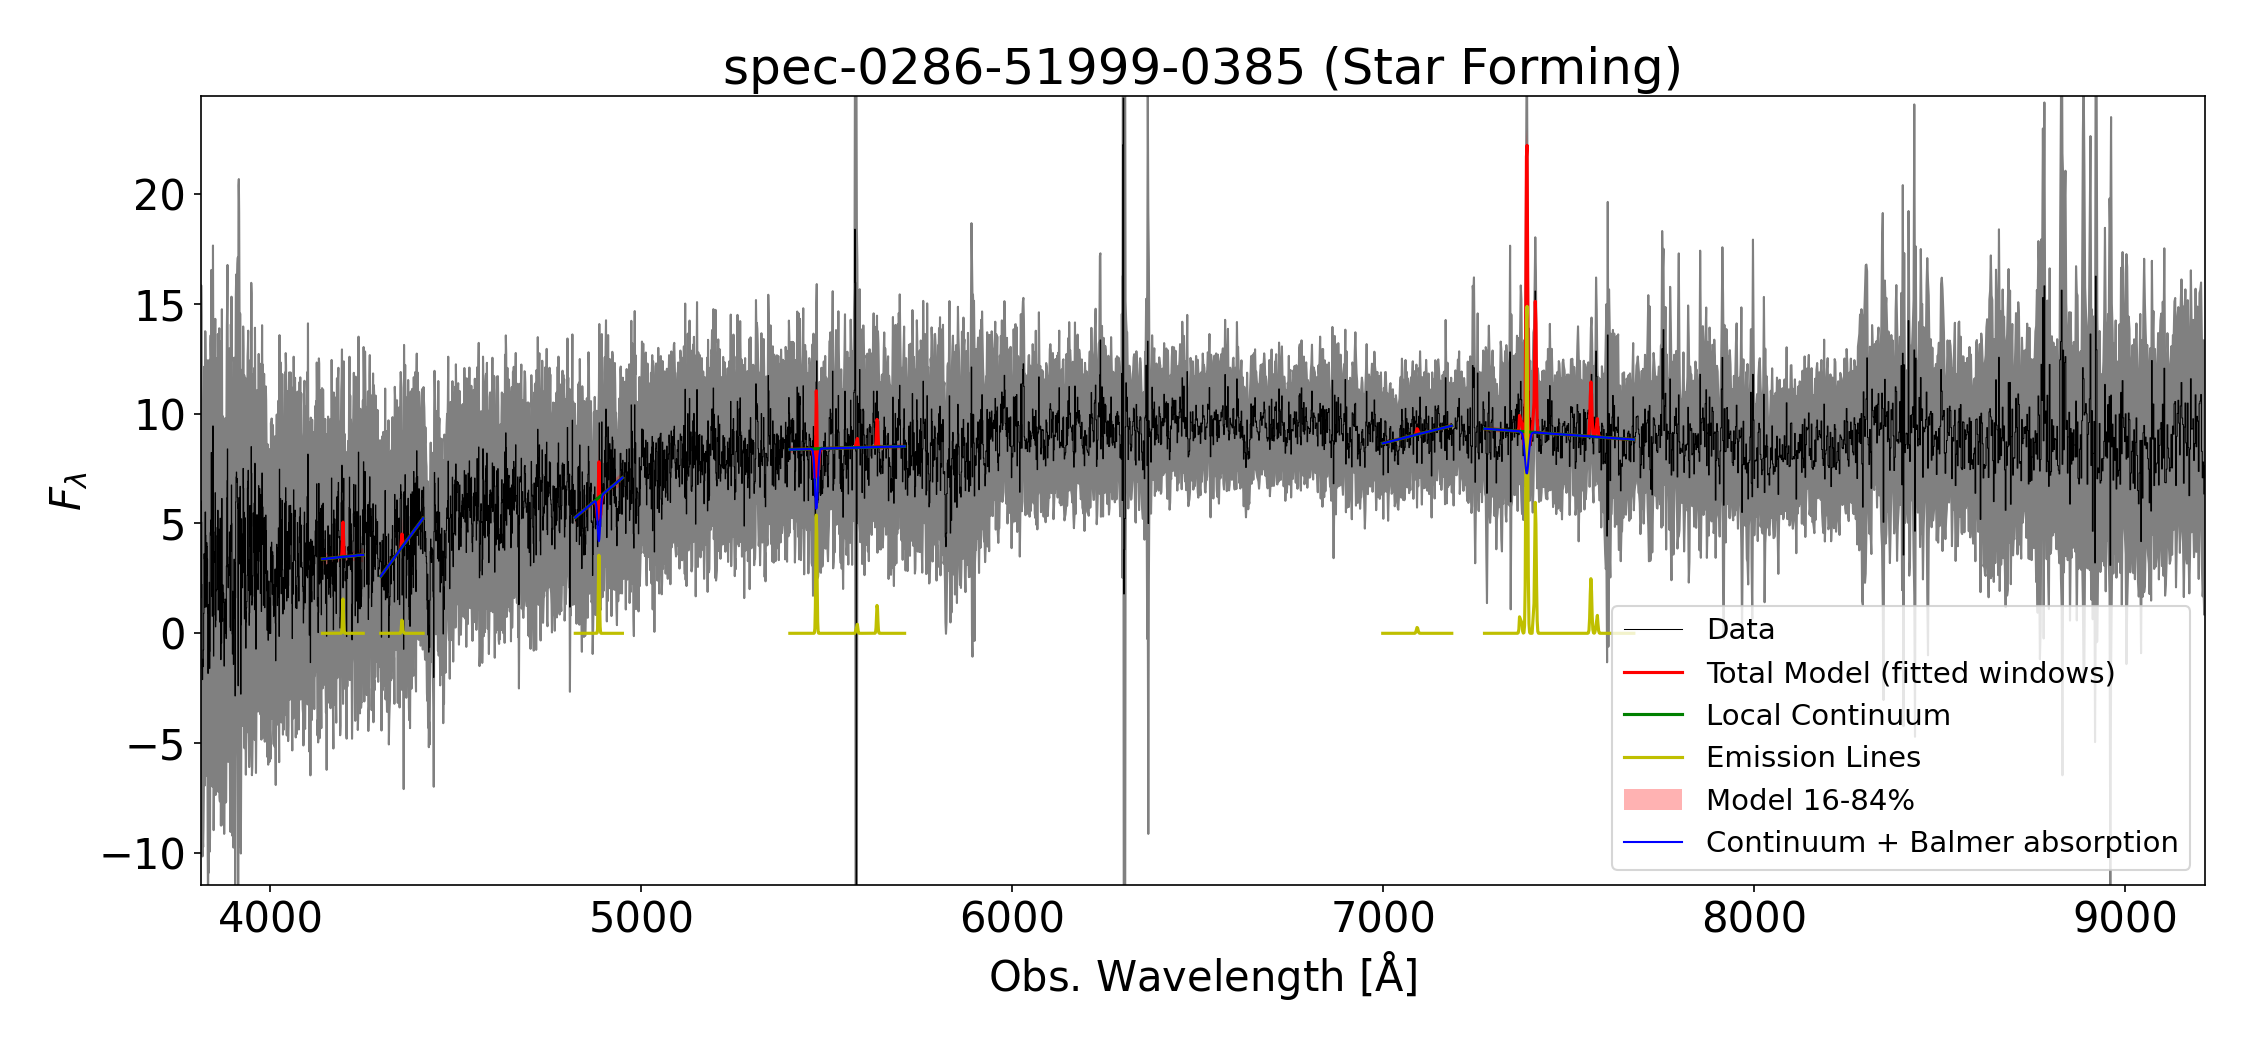 spec-0286-51999-0385 (Star Forming)
20
15
10
5
0
−5
−10
Fλ
4000 5000 6000 7000 8000 9000
Obs. Wavelength [Å]
Data
Total Model (fitted windows)
Local Continuum
Emission Lines
Model 16-84%
Continuum + Balmer absorption